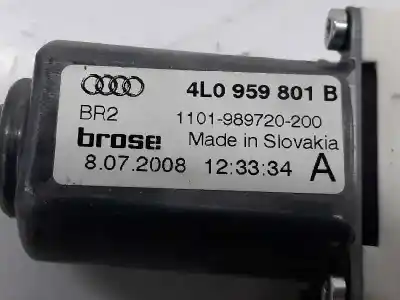 4L0 959 801 B
BR2 1101-989720-200
brose Made in Slovakia
8.07.2008 12:33:34 A